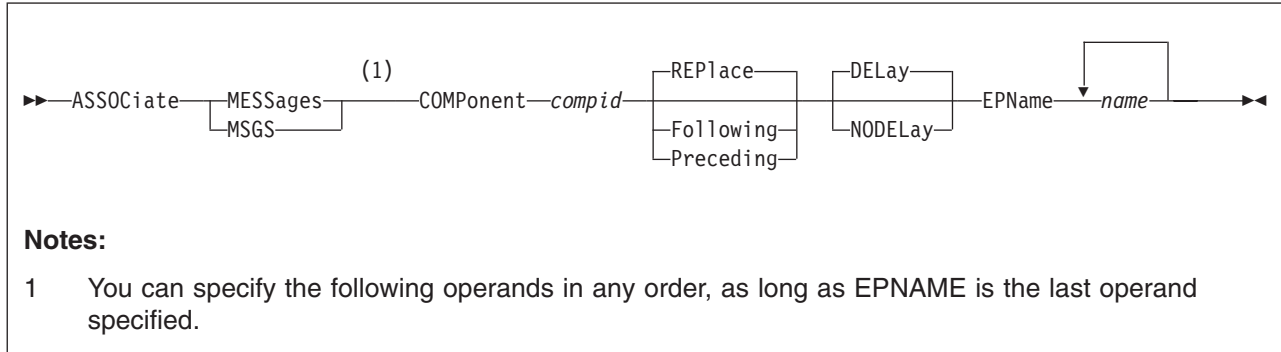 (1) REPlace DELay
►►—ASSOCiate—MESSages—COMPonent—compid—EPName—name—►◄
MSGS Following NODELay
Preceding
Notes:
1 You can specify the following operands in any order, as long as EPNAME is the last operand
specified.